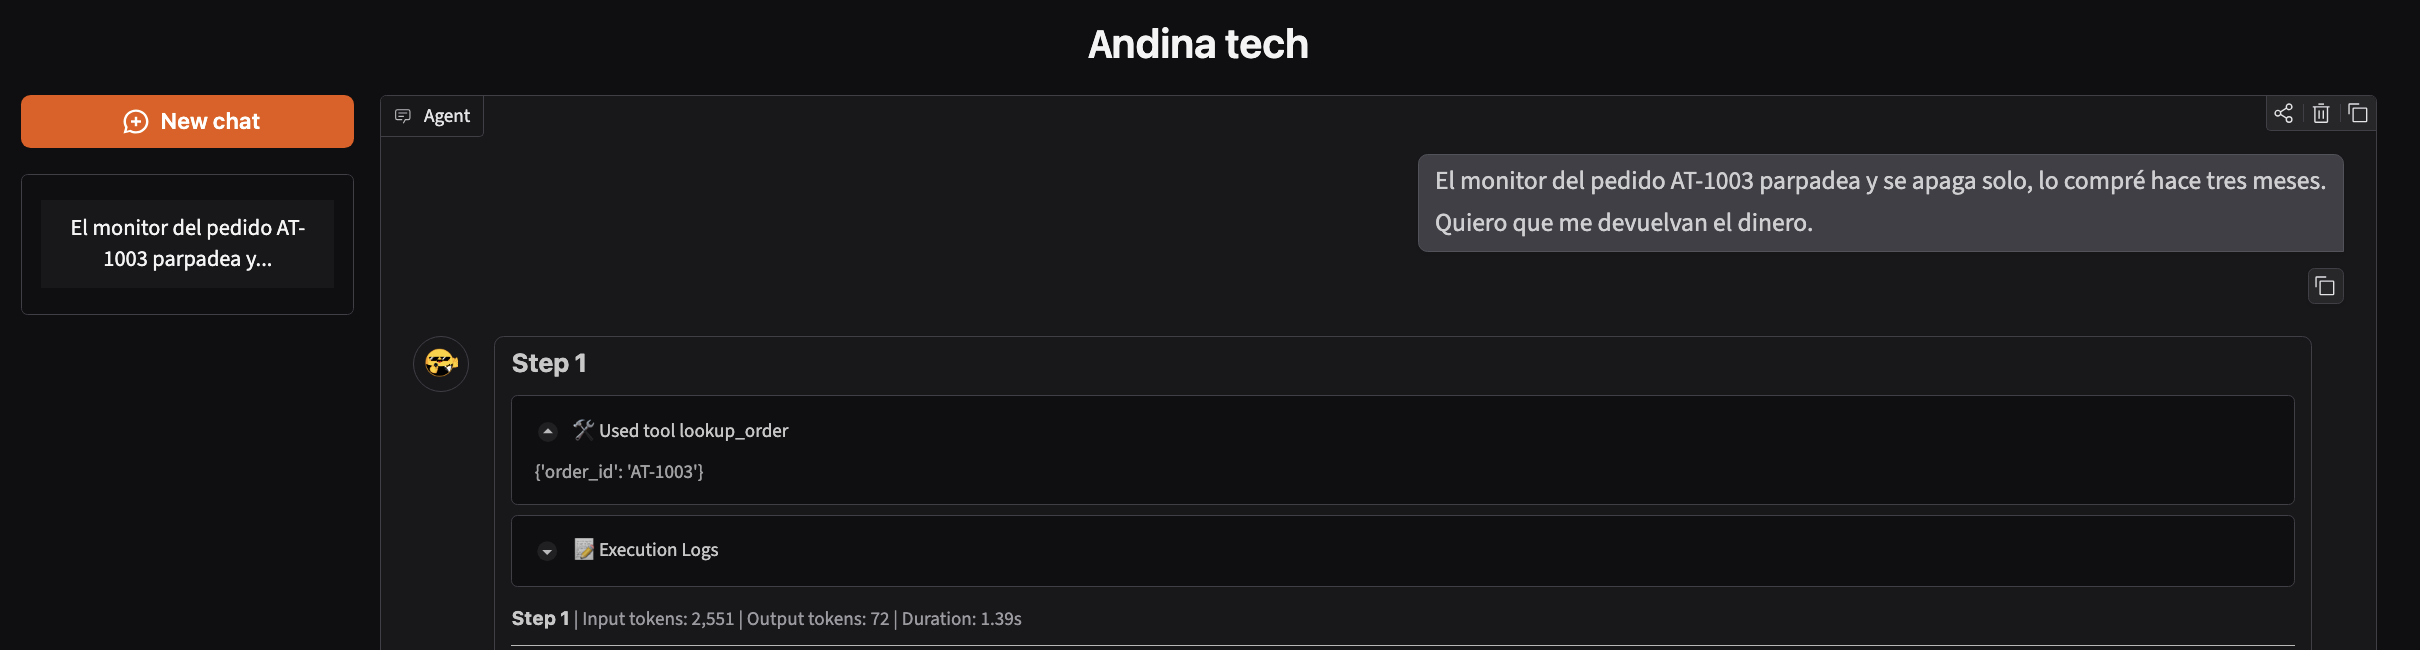 Andina tech
New chat
El monitor del pedido AT-
1003 parpadea y...
Agent
El monitor del pedido AT-1003 parpadea y se apaga solo, lo compré hace tres meses.
Quiero que me devuelvan el dinero.
Step 1
Used tool lookup_order
{'order_id': 'AT-1003'}
Execution Logs
Step 1 | Input tokens: 2,551 | Output tokens: 72 | Duration: 1.39s